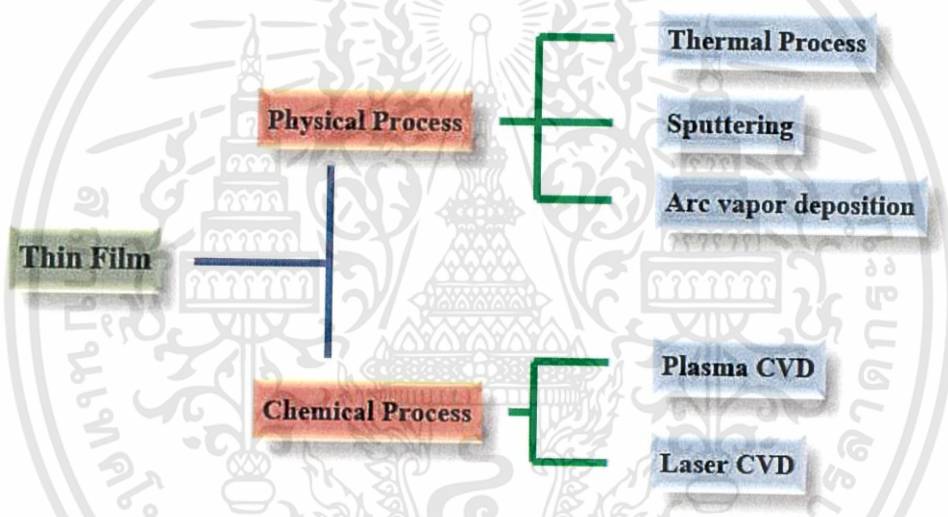 Thin Film
Physical Process
Thermal Process
Sputtering
Arc vapor deposition
Chemical Process
Plasma CVD
Laser CVD